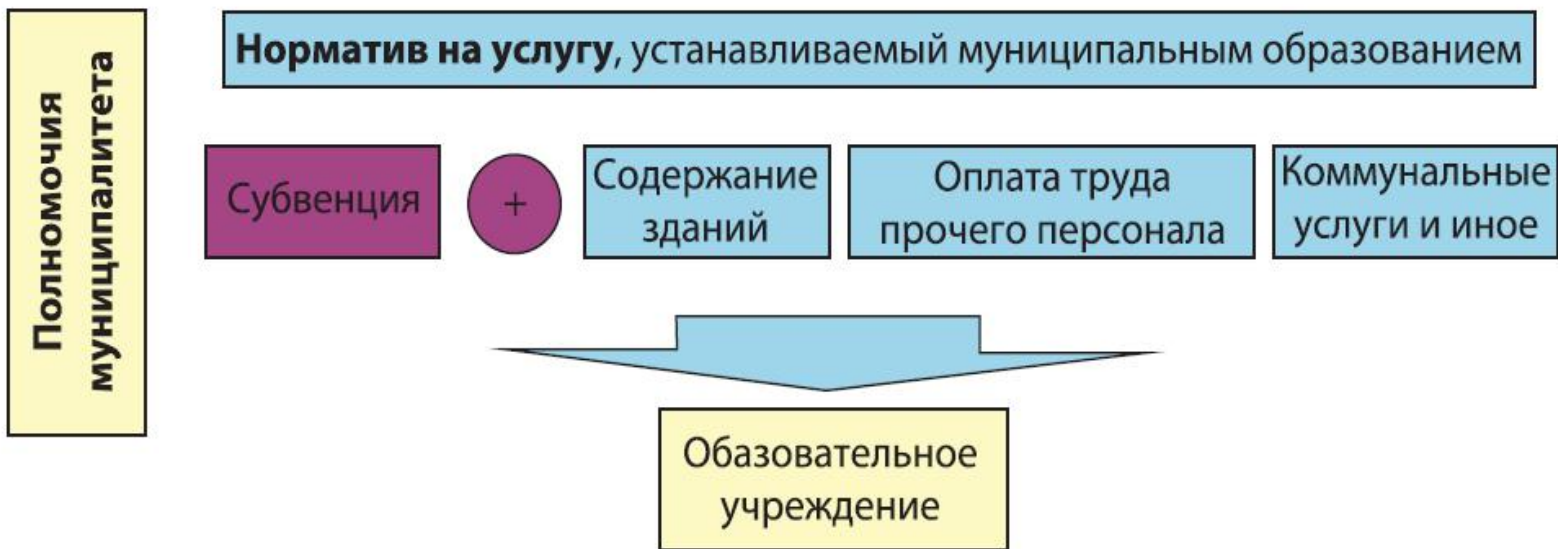 Полномочия
муниципалитета
Норматив на услугу, устанавливаемый муниципальным образованием
Субвенция
+
Содержание
зданий
Оплата труда
прочего персонала
Коммунальные
услуги и иное
Обазовательное
учреждение